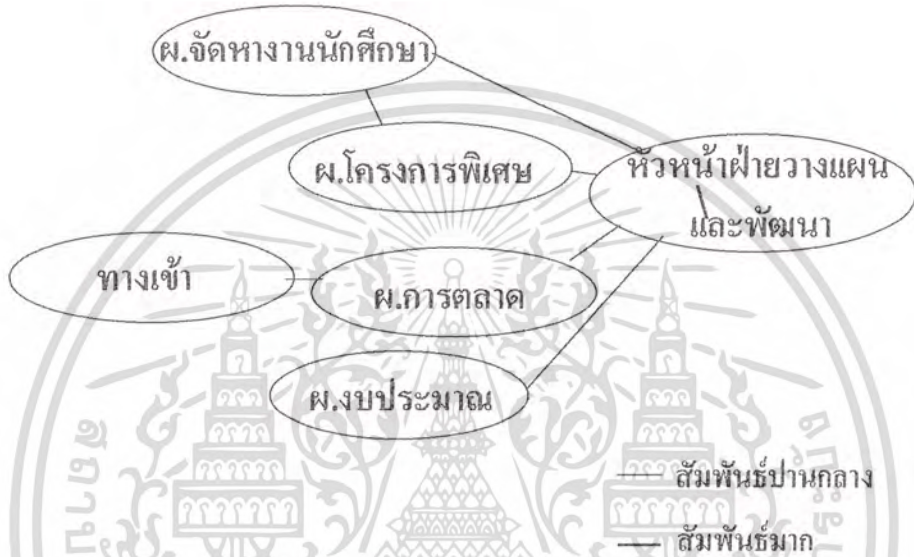 ผ.จัดหางานนักศึกษา
ผ.โครงการพิเศษ
หัวหน้าฝ่ายวางแผน
และพัฒนา
ทางเข้า
ผ.การตลาด
ผ.งบประมาณ
สัมพันธ์ปานกลาง
สัมพันธ์มาก